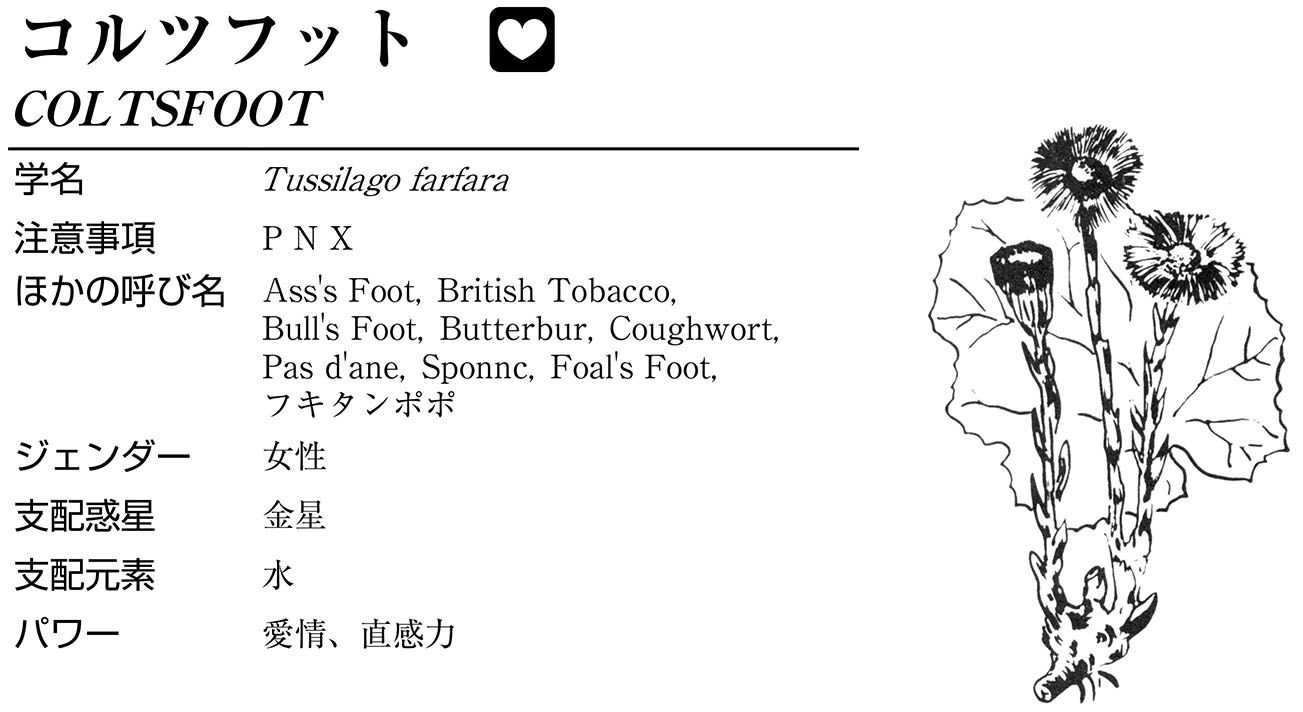 コルツフット
COLTSFOOT
学名 Tussilago farfara
注意事項 P N X
ほかの呼び名 Ass's Foot, British Tobacco,
Bull's Foot, Butterbur, Coughwort,
Pas d'ane, Sponnc, Foal's Foot,
フキタンポポ
ジェンダー 女性
支配惑星 金星
支配元素 水
パワー 愛情、直感力